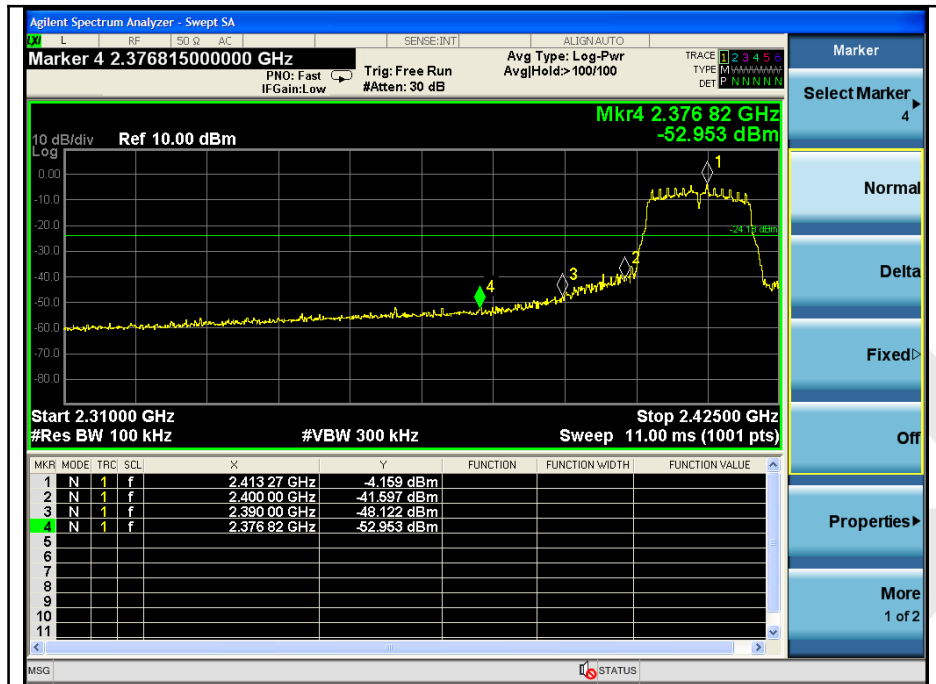 Agilent Spectrum Analyzer - Swept SA
LXI L RF 50 Ω AC SENSE:INT ALIGN AUTO
Marker 4 2.376815000000 GHz
PNO: Fast
IFGain:Low
Trig: Free Run
#Atten: 30 dB
Avg Type: Log-Pwr
Avg|Hold:>100/100
TRACE 1 2 3 4 5 6
TYPE M WWWWW
DET P N N N N N
Mkr4 2.376 82 GHz
-52.953 dBm
10 dB/div Ref 10.00 dBm
Log
0.00
-10.0
-20.0
-30.0
-40.0
-50.0
-60.0
-70.0
-80.0
1
-24.18 dBm
2
3
4
Start 2.31000 GHz Stop 2.42500 GHz
#Res BW 100 kHz #VBW 300 kHz Sweep 11.00 ms (1001 pts)
MKR MODE TRC SCL X Y FUNCTION FUNCTION WIDTH FUNCTION VALUE
1 N 1 f 2.413 27 GHz -4.159 dBm
2 N 1 f 2.400 00 GHz -41.597 dBm
3 N 1 f 2.390 00 GHz -48.122 dBm
4 N 1 f 2.376 82 GHz -52.953 dBm
5
6
7
8
9
10
11
MSG STATUS
Marker
Select Marker
4
Normal
Delta
Fixed
Off
Properties
More
1 of 2